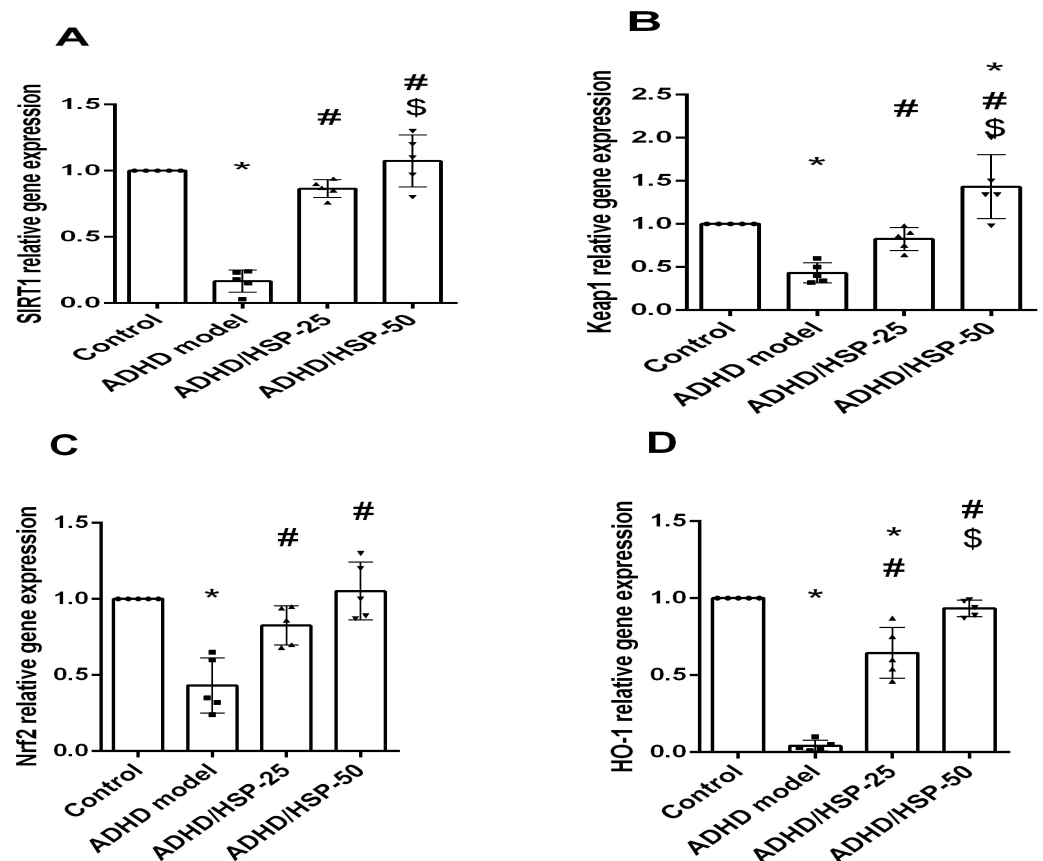 A
SIRT1 relative gene expression
1.5
1.0
0.5
0.0
*
#
#
$
Control
ADHD model
ADHD/HSP-25
ADHD/HSP-50
B
Keap1 relative gene expression
2.5
2.0
1.5
1.0
0.5
0.0
*
#
*
#
$
Control
ADHD model
ADHD/HSP-25
ADHD/HSP-50
C
Nrf2 relative gene expression
1.5
1.0
0.5
0.0
*
#
#
Control
ADHD model
ADHD/HSP-25
ADHD/HSP-50
D
HO-1 relative gene expression
1.5
1.0
0.5
0.0
*
*
#
#
$
Control
ADHD model
ADHD/HSP-25
ADHD/HSP-50